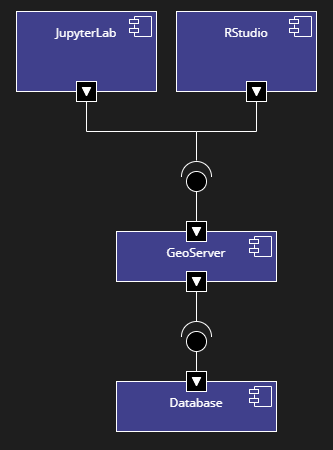 JupyterLab
RStudio
GeoServer
Database